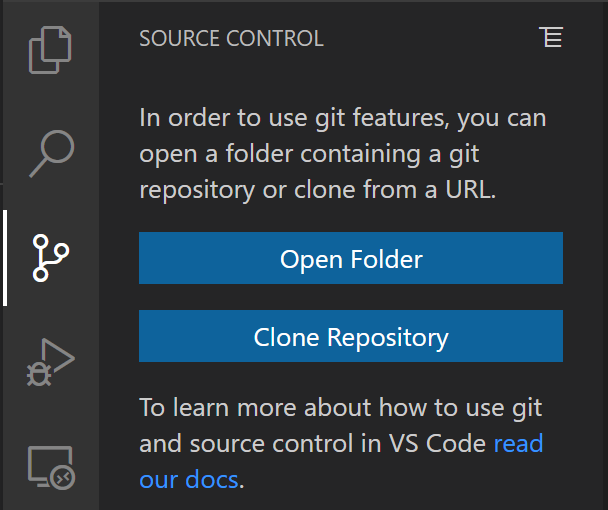 SOURCE CONTROL
In order to use git features, you can
open a folder containing a git
repository or clone from a URL.
Open Folder
Clone Repository
To learn more about how to use git
and source control in VS Code read
our docs.